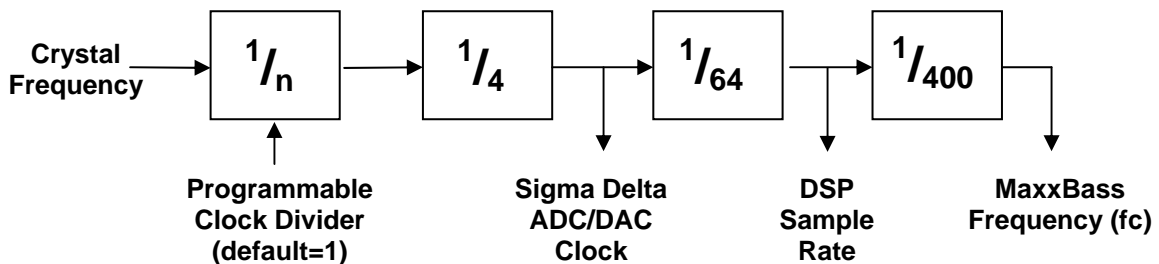 Crystal
Frequency
1/n
1/4
1/64
1/400
Programmable
Clock Divider
(default=1)
Sigma Delta
ADC/DAC
Clock
DSP
Sample
Rate
MaxxBass
Frequency (fc)